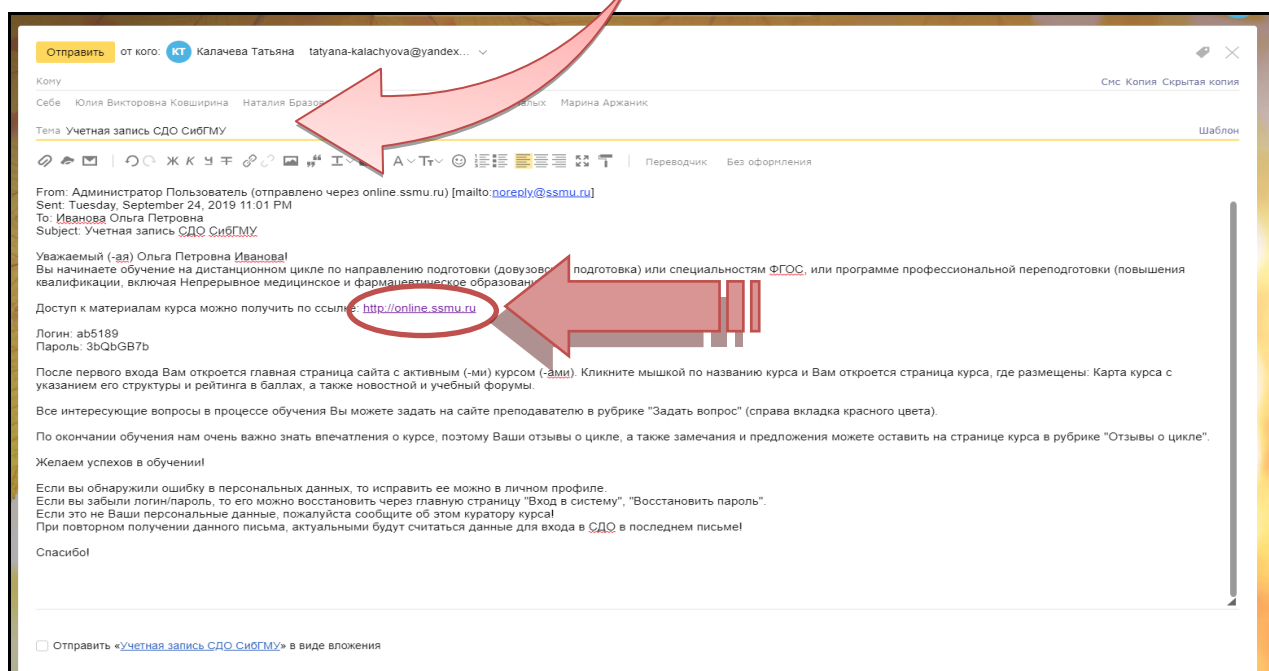 Отправить от кого: КТ Калачева Татьяна tatyana-kalachyova@yandex...
Кому Смс Копия Скрытая копия
Себе Юлия Викторовна Ковширина Наталия Марина Аржаник
Тема Учетная запись СДО СибГМУ Шаблон
Ж К У Переводчик Без оформления
From: Администратор Пользователь (отправлено через online.ssmu.ru) [mailto:noreply@ssmu.ru]
Sent: Tuesday, September 24, 2019 11:01 PM
To: Иванова Ольга Петровна
Subject: Учетная запись СДО СибГМУ
Уважаемый (-ая) Ольга Петровна Иванова!
Вы начинаете обучение на дистанционном цикле по направлению подготовки (довузовская подготовка) или специальностям ФГОС, или программе профессиональной переподготовки (повышения
квалификации, включая Непрерывное медицинское и фармацевтическое
Доступ к материалам курса можно получить по ссылке: http://online.ssmu.ru
Логин: ab5189
Пароль: 3bQbGB7b
После первого входа Вам откроется главная страница сайта с активным (-ми) курсом (-ами). Кликните мышкой по названию курса и Вам откроется страница курса, где размещены: Карта курса с
указанием его структуры и рейтинга в баллах, а также новостной и учебный форумы.
Все интересующие вопросы в процессе обучения Вы можете задать на сайте преподавателю в рубрике "Задать вопрос" (справа вкладка красного цвета).
По окончании обучения нам очень важно знать впечатления о курсе, поэтому Ваши отзывы о цикле, а также замечания и предложения можете оставить на странице курса в рубрике "Отзывы о цикле".
Желаем успехов в обучении!
Если вы обнаружили ошибку в персональных данных, то исправить ее можно в личном профиле.
Если вы забыли логин/пароль, то его можно восстановить через главную страницу "Вход в систему", "Восстановить пароль".
Если это не Ваши персональные данные, пожалуйста сообщите об этом куратору курса!
При повторном получении данного письма, актуальными будут считаться данные для входа в СДО в последнем письме!
Спасибо!
Отправить «Учетная запись СДО СибГМУ» в виде вложения